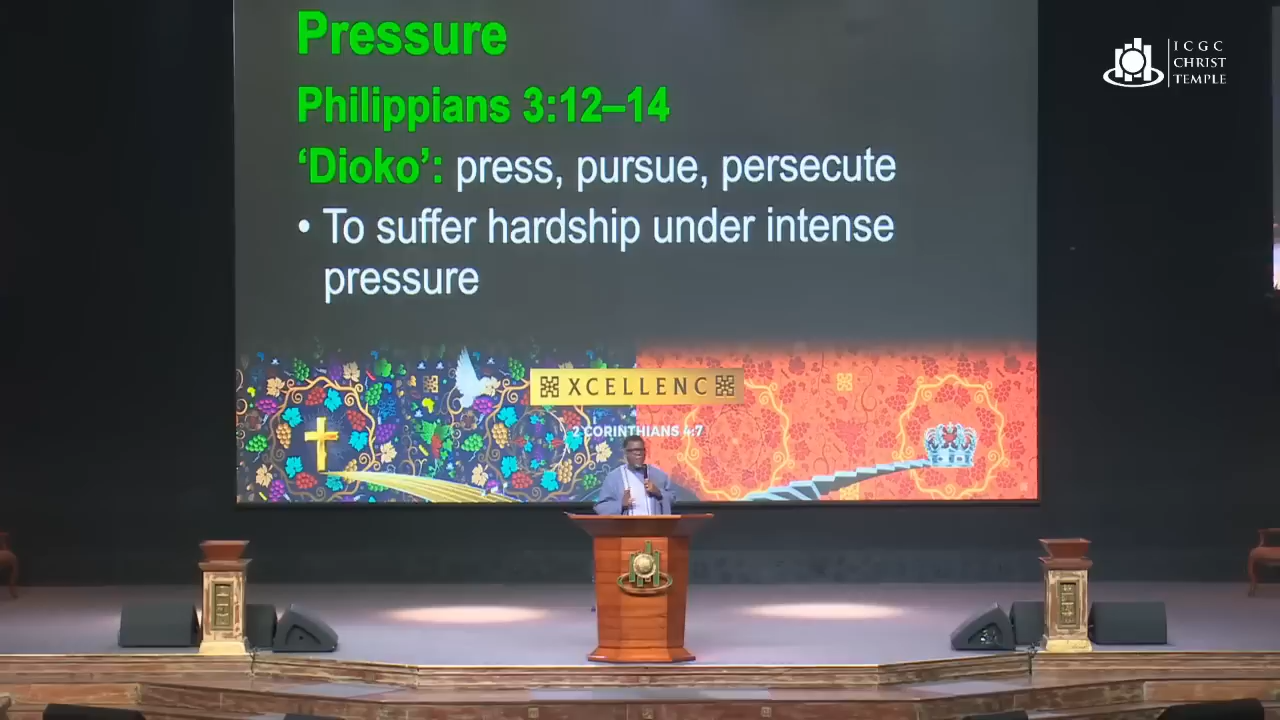 Pressure
Philippians 3:12–14
‘Dioko’: press, pursue, persecute
• To suffer hardship under intense
pressure
XCELLENC
2 CORINTHIANS 4:7
ICGC
CHRIST
TEMPLE